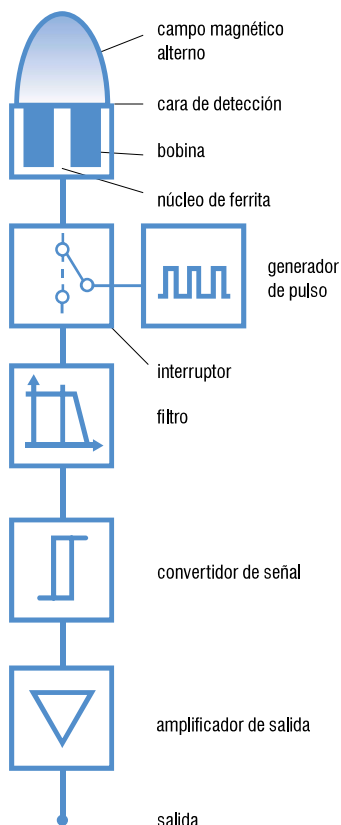 campo magnético
alterno
cara de detección
bobina
núcleo de ferrita
generador
de pulso
interruptor
filtro
convertidor de señal
amplificador de salida
salida